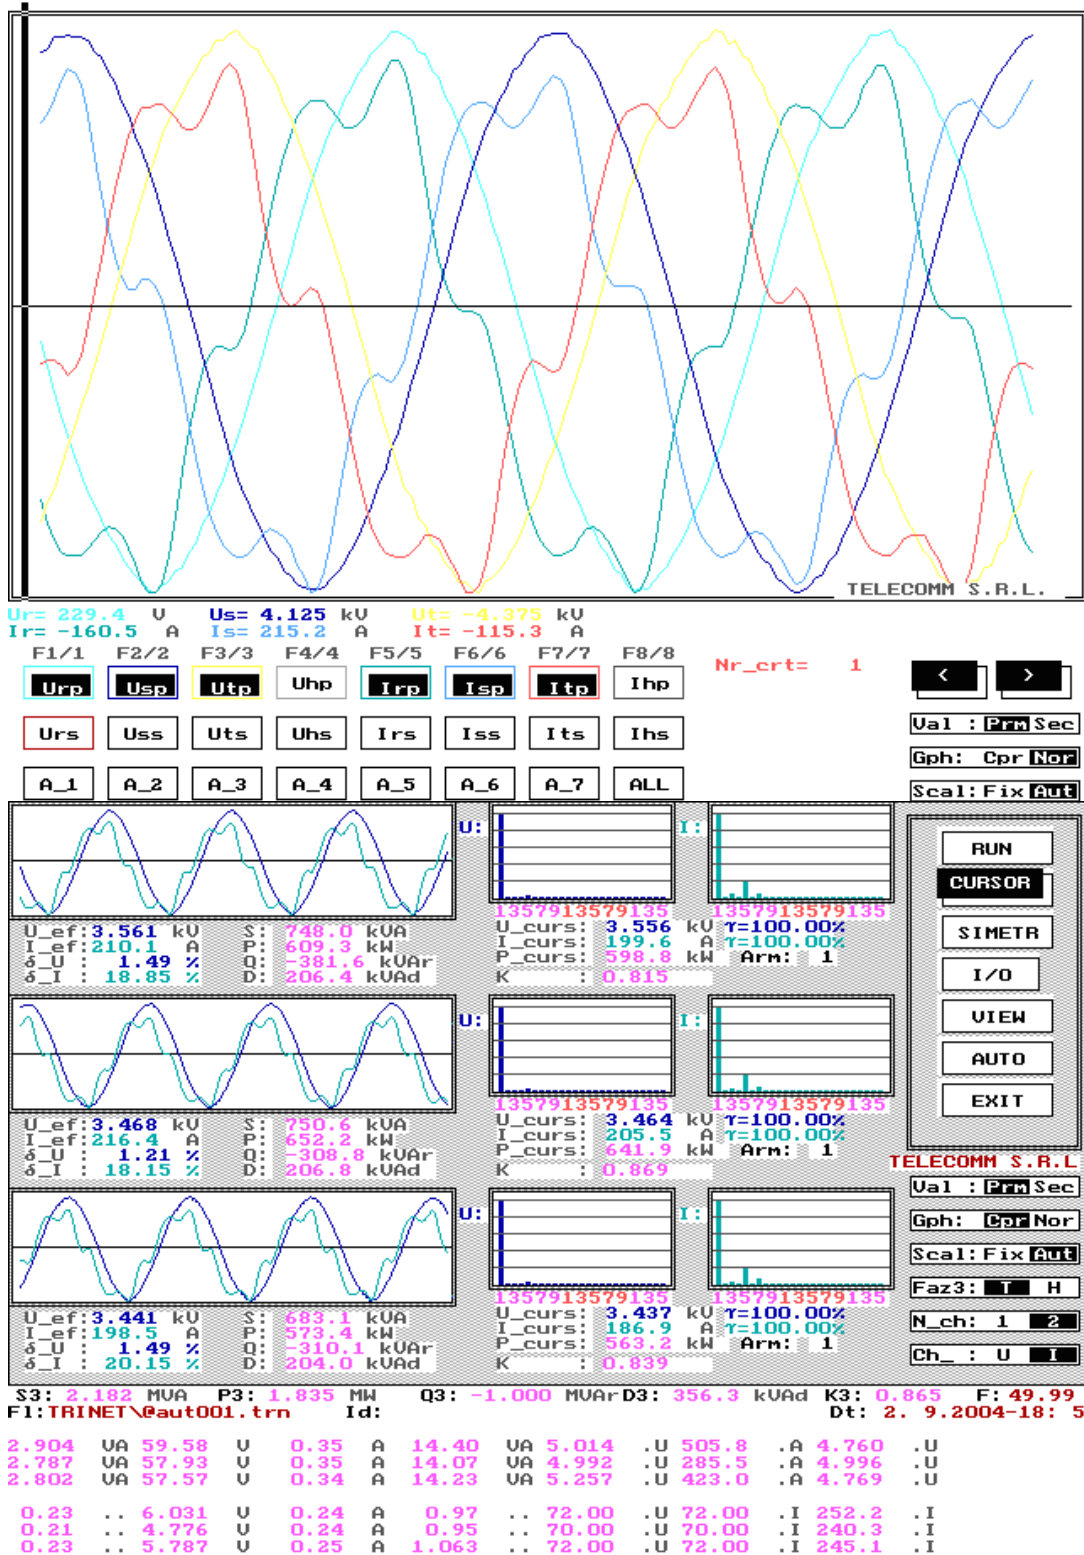 TELECOMM S.R.L.
Ur= 229.4 V Us= 4.125 kV Ut= -4.375 kV
Ir= -160.5 A Is= 215.2 A It= -115.3 A
F1/1 F2/2 F3/3 F4/4 F5/5 F6/6 F7/7 F8/8
Nr_crt= 1
< >
Urp Usp Utp Uhp Irp Isp Itp Ihp
Urs Uss Uts Uhs Irs Iss Its Ihs
Val : Prm Sec
Gph: Cpr Nor
A_1 A_2 A_3 A_4 A_5 A_6 A_7 ALL
Scal: Fix Aut
U: I:
RUN
CURSOR
SIMETR
I/O
VIEW
AUTO
EXIT
1357913579135 1357913579135
U_ef: 3.561 kV S: 748.0 KVA U_curs: 3.556 kV τ=100.00%
I_ef: 210.1 A P: 609.3 kW I_curs: 199.6 A τ=100.00%
δ_U : 1.49 % Q: -381.6 kVAr P_curs: 598.8 kW Arm: 1
δ_I : 18.85 % D: 206.4 kVAd K : 0.815
U: I:
1357913579135 1357913579135
U_ef: 3.468 kV S: 750.6 kVA U_curs: 3.464 kV τ=100.00%
I_ef: 216.4 A P: 652.2 kW I_curs: 205.5 A τ=100.00%
δ_U : 1.21 % Q: -308.8 kVAr P_curs: 641.9 kW Arm: 1
δ_I : 18.15 % D: 206.8 kVAd K : 0.869
TELECOMM S.R.L
Val : Prm Sec
U: I:
Gph: Cpr Nor
Scal: Fix Aut
Faz3: T H
N_ch: 1 2
Ch_ : U I
1357913579135 1357913579135
U_ef: 3.441 kV S: 683.1 kVA U_curs: 3.437 kV τ=100.00%
I_ef: 198.5 A P: 573.4 kW I_curs: 186.9 A τ=100.00%
δ_U : 1.49 % Q: -310.1 kVAr P_curs: 563.2 kW Arm: 1
δ_I : 20.15 % D: 204.0 kVAd K : 0.839
S3: 2.182 MVA P3: 1.835 MW Q3: -1.000 MVAr D3: 356.3 kVAd K3: 0.865 F: 49.99
Fl:TRINET\@aut001.trn Id: Dt: 2. 9.2004-18: 5
2.904 VA 59.58 V 0.35 A 14.40 VA 5.014 .U 505.8 .A 4.760 .U
2.787 VA 57.93 V 0.35 A 14.07 VA 4.992 .U 285.5 .A 4.996 .U
2.802 VA 57.57 V 0.34 A 14.23 VA 5.257 .U 423.0 .A 4.769 .U
0.23 .. 6.031 V 0.24 A 0.97 .. 72.00 .U 72.00 .I 252.2 .I
0.21 .. 4.776 V 0.24 A 0.95 .. 70.00 .U 70.00 .I 240.3 .I
0.23 .. 5.787 V 0.25 A 1.063 .. 72.00 .U 72.00 .I 245.1 .I